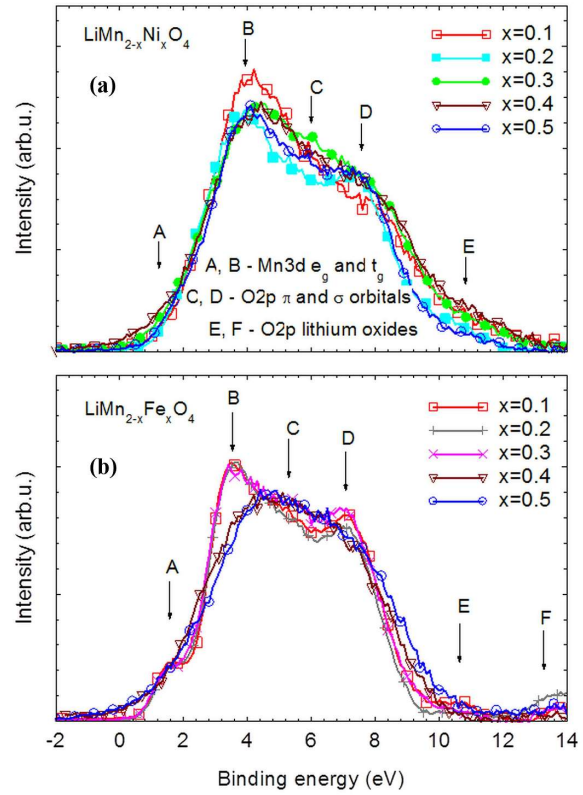 LiMn2-xNixO4
(a)
B
C
D
A
E
x=0.1
x=0.2
x=0.3
x=0.4
x=0.5
A, B - Mn3d eg and tg
C, D - O2p π and σ orbitals
E, F - O2p lithium oxides
Intensity (arb.u.)
LiMn2-xFexO4
(b)
B
C
D
A
E
F
x=0.1
x=0.2
x=0.3
x=0.4
x=0.5
Intensity (arb.u.)
-2 0 2 4 6 8 10 12 14
Binding energy (eV)